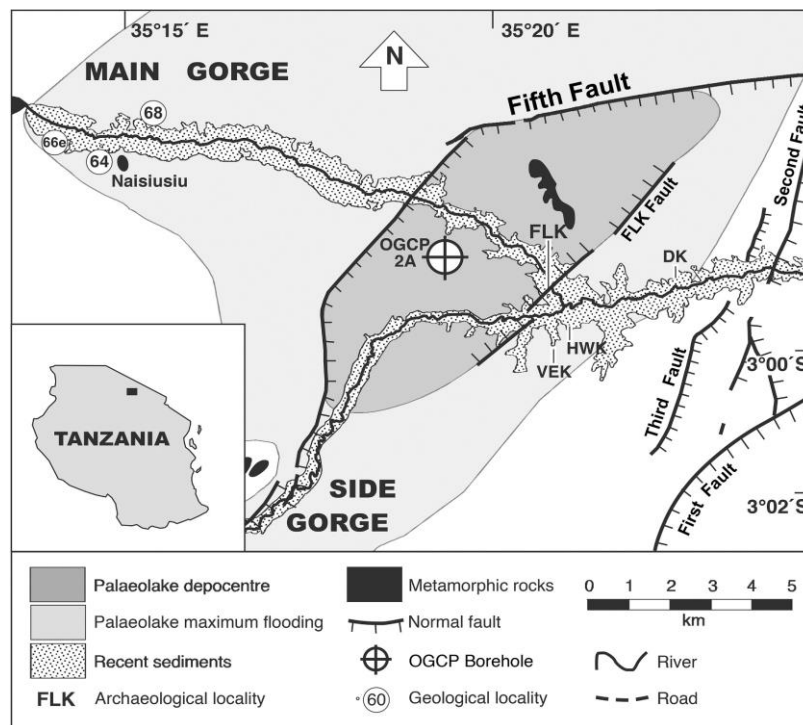 35°15´ E
35°20´ E
MAIN GORGE
N
Fifth Fault
68
66e
64
Naisiusiu
OGCP
2A
FLK
FLK Fault
Second Fault
DK
HWK
VEK
3°00´S
Third Fault
First Fault
3°02´S
TANZANIA
SIDE
GORGE
Palaeolake depocentre
Metamorphic rocks
0 1 2 3 4 5
km
Palaeolake maximum flooding
Normal fault
Recent sediments
OGCP Borehole
River
FLK Archaeological locality
60 Geological locality
Road